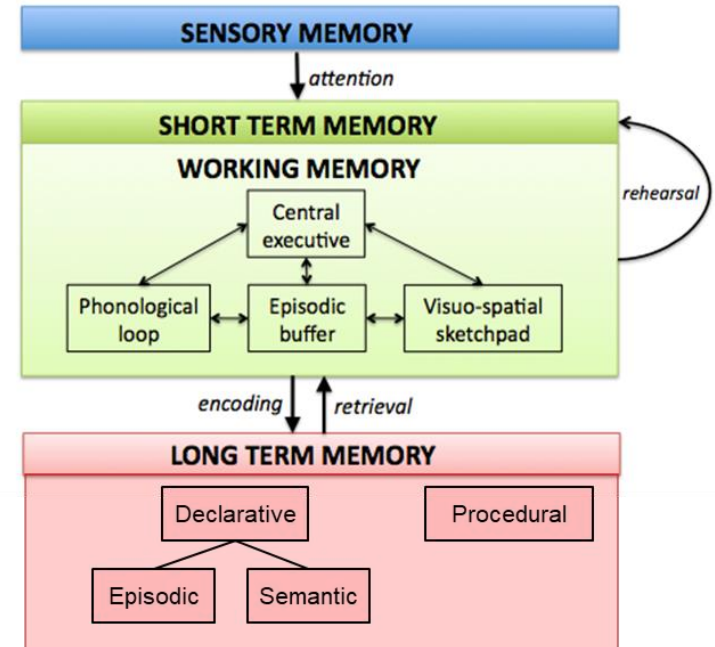 SENSORY MEMORY
attention
SHORT TERM MEMORY
WORKING MEMORY
rehearsal
Central
executive
Phonological
loop
Episodic
buffer
Visuo-spatial
sketchpad
encoding
retrieval
LONG TERM MEMORY
Declarative
Procedural
Episodic
Semantic